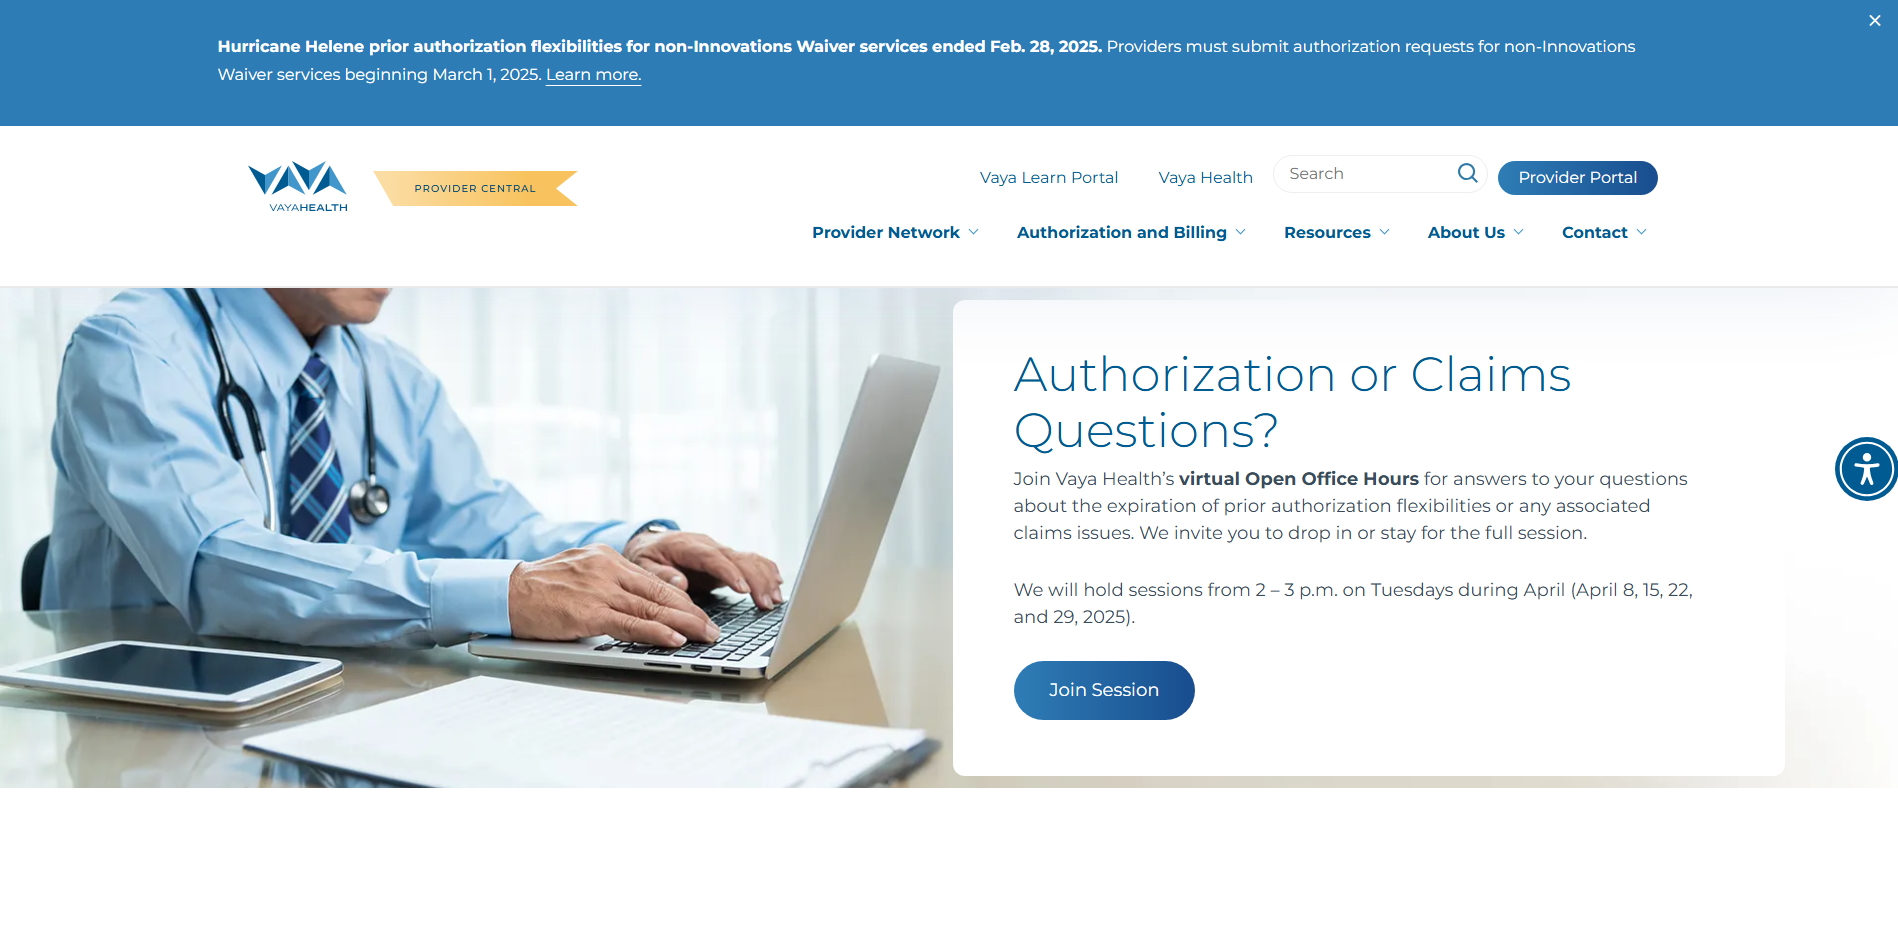 Hurricane Helene prior authorization flexibilities for non-Innovations Waiver services ended Feb. 28, 2025. Providers must submit authorization requests for non-Innovations
Waiver services beginning March 1, 2025. Learn more.
VAYAHEALTH
PROVIDER CENTRAL
Vaya Learn Portal
Vaya Health
Search
Provider Portal
Provider Network
Authorization and Billing
Resources
About Us
Contact
Authorization or Claims
Questions?
Join Vaya Health’s virtual Open Office Hours for answers to your questions
about the expiration of prior authorization flexibilities or any associated
claims issues. We invite you to drop in or stay for the full session.
We will hold sessions from 2 – 3 p.m. on Tuesdays during April (April 8, 15, 22,
and 29, 2025).
Join Session